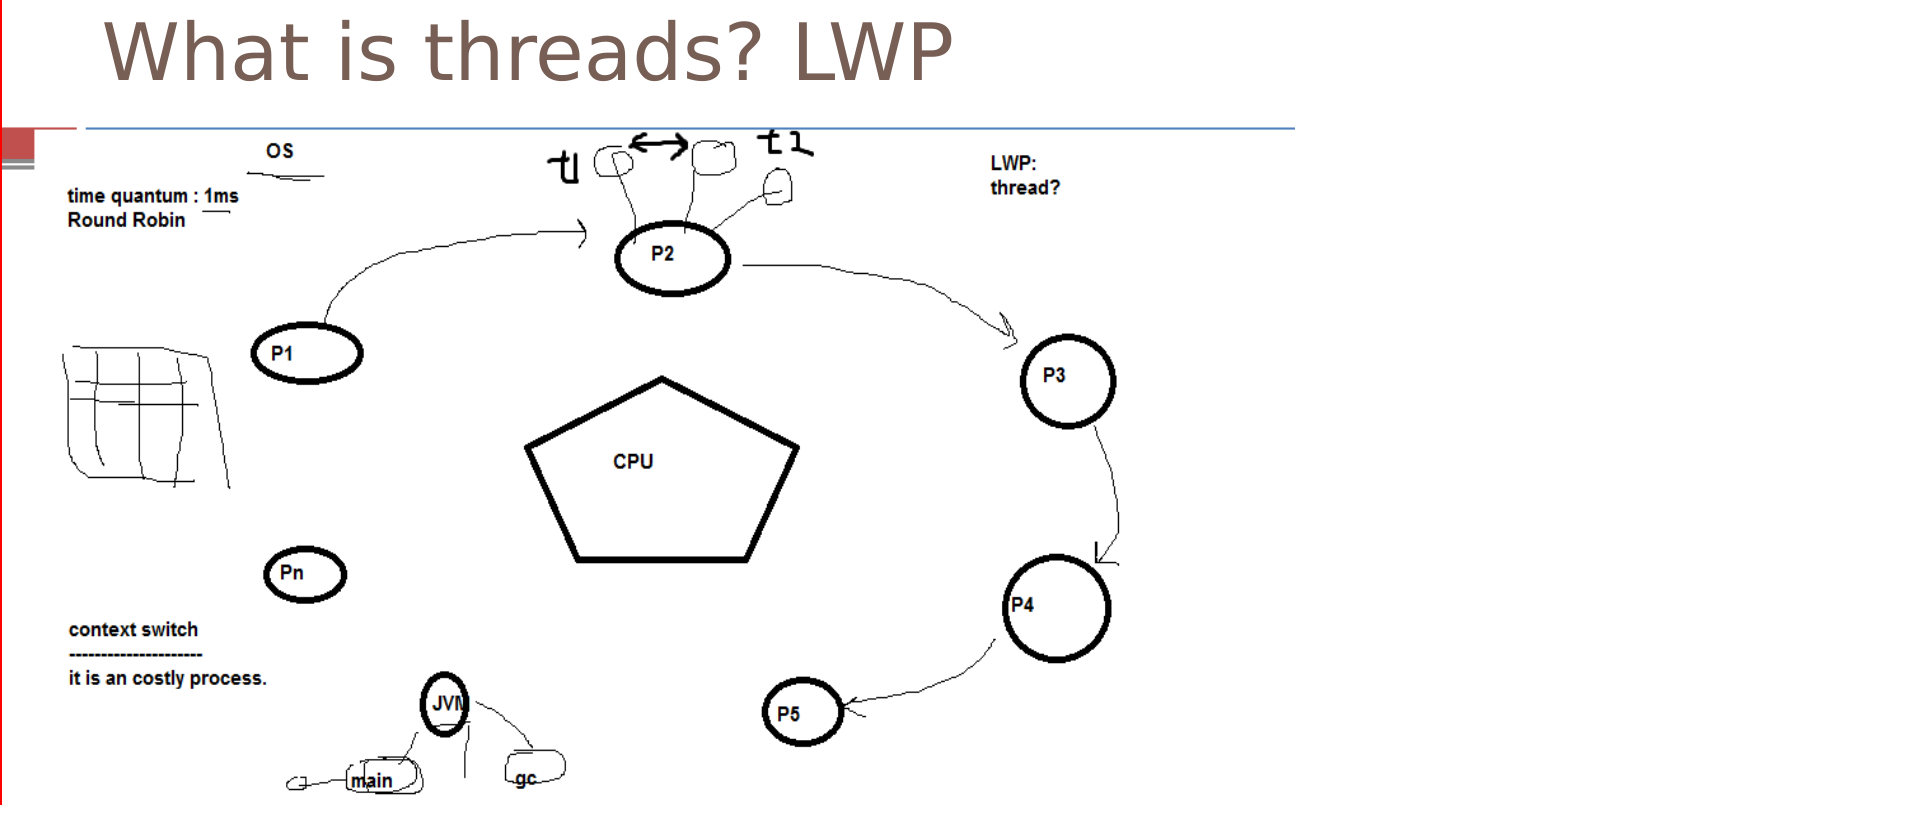 What is threads? LWP
OS
time quantum : 1ms
Round Robin
t1
t2
LWP:
thread?
P2
P1
P3
CPU
Pn
P4
context switch
---------------------
it is an costly process.
JVM
P5
main
gc